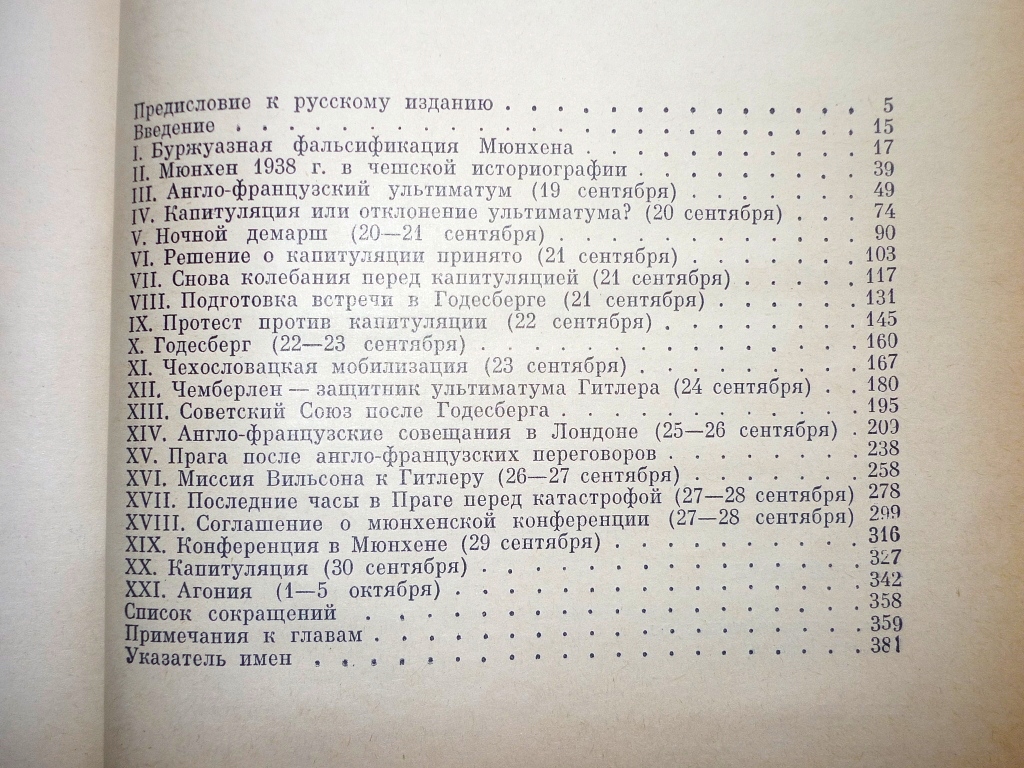 Предисловие к русскому изданию . . . . . . . . . . . . . . . . 5
Введение . . . . . . . . . . . . . . . . . . . . . . . . . . . . 15
I. Буржуазная фальсификация Мюнхена . . . . . . . . . . . . . 17
II. Мюнхен 1938 г. в чешской историографии . . . . . . . . . . 39
III. Англо-французский ультиматум (19 сентября) . . . . . . . . 49
IV. Капитуляция или отклонение ультиматума? (20 сентября) . . . 74
V. Ночной демарш (20—21 сентября) . . . . . . . . . . . . . . 90
VI. Решение о капитуляции принято (21 сентября) . . . . . . . . 103
VII. Снова колебания перед капитуляцией (21 сентября) . . . . . 117
VIII. Подготовка встречи в Годесберге (21 сентября) . . . . . . 131
IX. Протест против капитуляции (22 сентября) . . . . . . . . . 145
X. Годесберг (22—23 сентября) . . . . . . . . . . . . . . . . . 160
XI. Чехословацкая мобилизация (23 сентября) . . . . . . . . . . 167
XII. Чемберлен — защитник ультиматума Гитлера (24 сентября) . . 180
XIII. Советский Союз после Годесберга . . . . . . . . . . . . . 195
XIV. Англо-французские совещания в Лондоне (25—26 сентября) . 209
XV. Прага после англо-французских переговоров . . . . . . . . . 238
XVI. Миссия Вильсона к Гитлеру (26—27 сентября) . . . . . . . . 258
XVII. Последние часы в Праге перед катастрофой (27—28 сентября) 278
XVIII. Соглашение о мюнхенской конференции (27—28 сентября) 299
XIX. Конференция в Мюнхене (29 сентября) . . . . . . . . . . . 316
XX. Капитуляция (30 сентября) . . . . . . . . . . . . . . . . . 327
XXI. Агония (1—5 октября) . . . . . . . . . . . . . . . . . . . 342
Список сокращений . . . . . . . . . . . . . . . . . . . . . . . 358
Примечания к главам . . . . . . . . . . . . . . . . . . . . . . 359
Указатель имен . . . . . . . . . . . . . . . . . . . . . . . . . 381